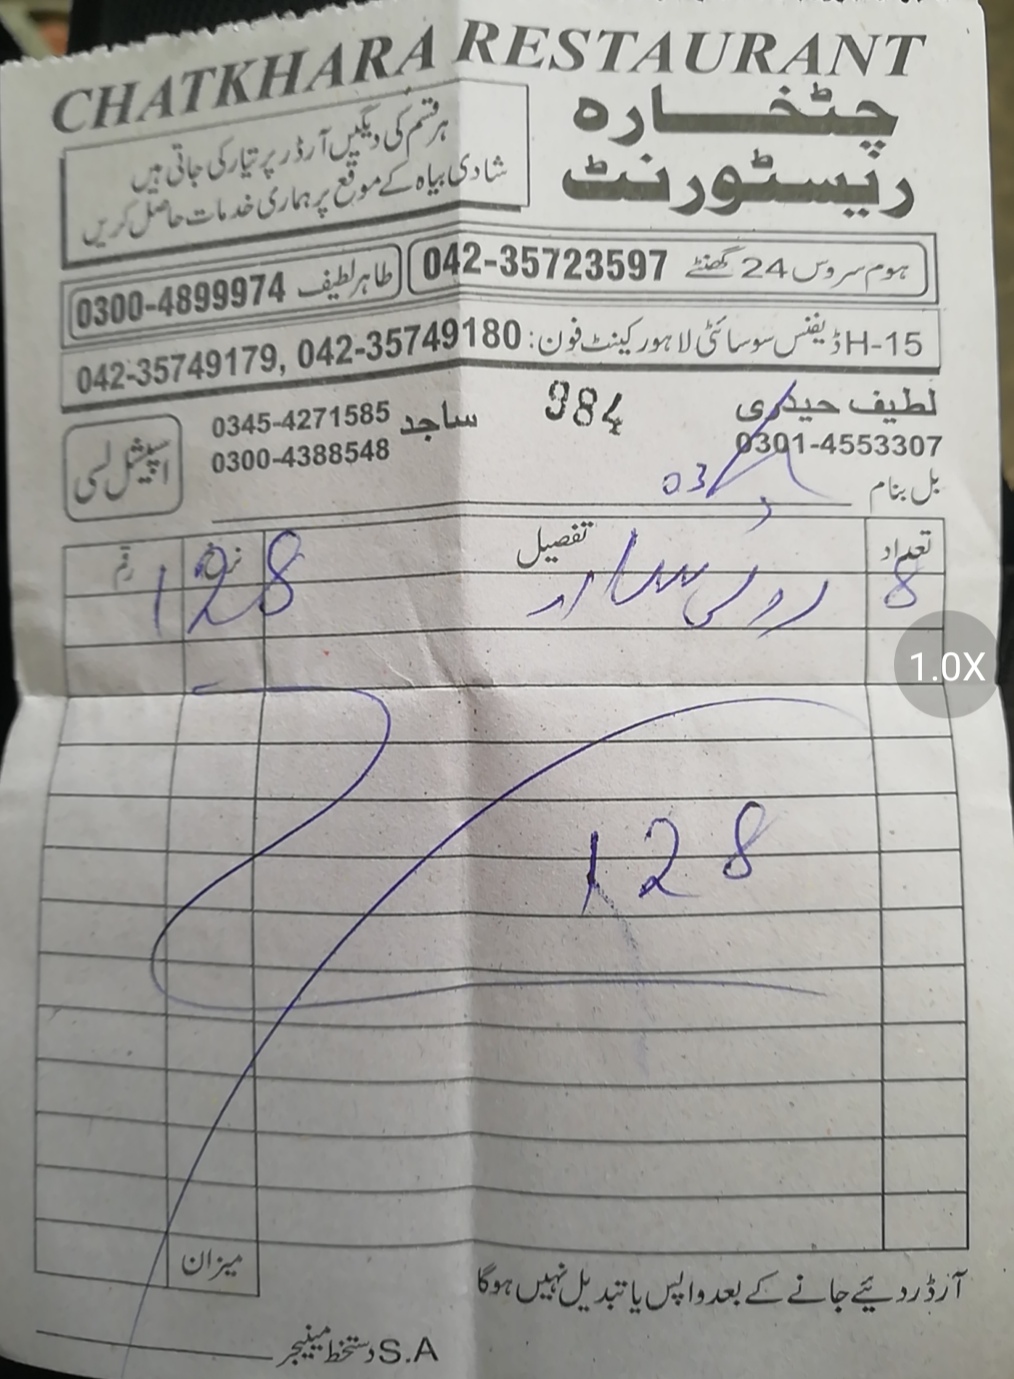 CHATKHARA RESTAURANT
چٹخارہ
ریسٹورنٹ
ہر قسم کی دیگیں آرڈر پر تیار کی جاتی ہیں
شادی بیاہ کے موقع پر ہماری خدمات حاصل کریں
ہوم سروس 24 گھنٹے 042-35723597
طاہر لطیف 0300-4899974
H-15 ڈیفنس سوسائٹی لاہور کینٹ فون: 042-35749179, 042-35749180
لطیف حیدری
0301-4553307
984
ساجد 0345-4271585
0300-4388548
اسپیشل لسی
بل بنام
03
تعداد تفصیل نرخ رقم
8 128
128
میزان
آرڈر دیئے جانے کے بعد واپس یا تبدیل نہیں ہوگا
S.A دستخط مینیجر
1.0X